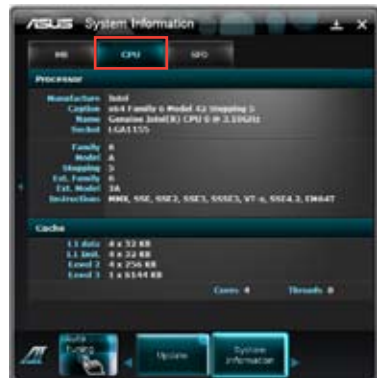 ASUS System Information
MB CPU SPD
Processor
Manufacture Intel
Caption x64 Family 6 Model 42 Stepping 5
Name Genuine Intel(R) CPU 0 @ 3.10GHz
Socket LGA1155
Family 6
Model A
Stepping 5
Ext. Family 6
Ext. Model 3A
Instructions MMX, SSE, SSE2, SSE3, SSSE3, VT-x, SSE4.2, EM64T
Cache
L1 data 4 x 32 KB
L1 Inst. 4 x 32 KB
Level 2 4 x 256 KB
Level 3 1 x 6144 KB
Cores 4 Threads 8
Auto
Tuning
Update
System
information